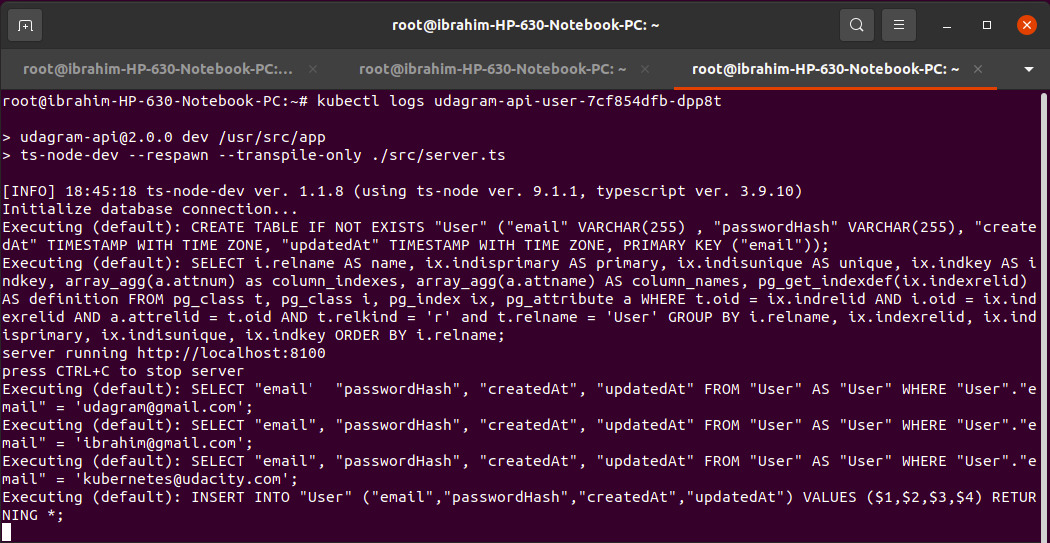 root@ibrahim-HP-630-Notebook-PC: ~
root@ibrahim-HP-630-Notebook-PC:... × root@ibrahim-HP-630-Notebook-PC: ~ × root@ibrahim-HP-630-Notebook-PC: ~ ×
root@ibrahim-HP-630-Notebook-PC:~# kubectl logs udagram-api-user-7cf854dfb-dpp8t
> udagram-api@2.0.0 dev /usr/src/app
> ts-node-dev --respawn --transpile-only ./src/server.ts
[INFO] 18:45:18 ts-node-dev ver. 1.1.8 (using ts-node ver. 9.1.1, typescript ver. 3.9.10)
Initialize database connection...
Executing (default): CREATE TABLE IF NOT EXISTS "User" ("email" VARCHAR(255) , "passwordHash" VARCHAR(255), "create
dAt" TIMESTAMP WITH TIME ZONE, "updatedAt" TIMESTAMP WITH TIME ZONE, PRIMARY KEY ("email"));
Executing (default): SELECT i.relname AS name, ix.indisprimary AS primary, ix.indisunique AS unique, ix.indkey AS i
ndkey, array_agg(a.attnum) as column_indexes, array_agg(a.attname) AS column_names, pg_get_indexdef(ix.indexrelid)
AS definition FROM pg_class t, pg_class i, pg_index ix, pg_attribute a WHERE t.oid = ix.indrelid AND i.oid = ix.ind
exrelid AND a.attrelid = t.oid AND t.relkind = 'r' and t.relname = 'User' GROUP BY i.relname, ix.indexrelid, ix.ind
isprimary, ix.indisunique, ix.indkey ORDER BY i.relname;
server running http://localhost:8100
press CTRL+C to stop server
Executing (default): SELECT "email'  "passwordHash", "createdAt", "updatedAt" FROM "User" AS "User" WHERE "User"."e
mail" = 'udagram@gmail.com';
Executing (default): SELECT "email", "passwordHash", "createdAt", "updatedAt" FROM "User" AS "User" WHERE "User"."e
mail" = 'ibrahim@gmail.com';
Executing (default): SELECT "email", "passwordHash", "createdAt", "updatedAt" FROM "User" AS "User" WHERE "User"."e
mail" = 'kubernetes@udacity.com';
Executing (default): INSERT INTO "User" ("email","passwordHash","createdAt","updatedAt") VALUES ($1,$2,$3,$4) RETUR
NING *;